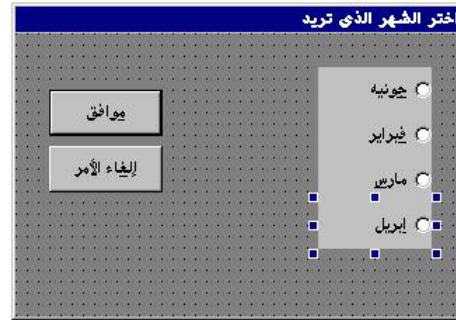 اختر الشهر الذي تريد
جونيه
فبراير
مارس
ابريل
موافق
إلغاء الأمر